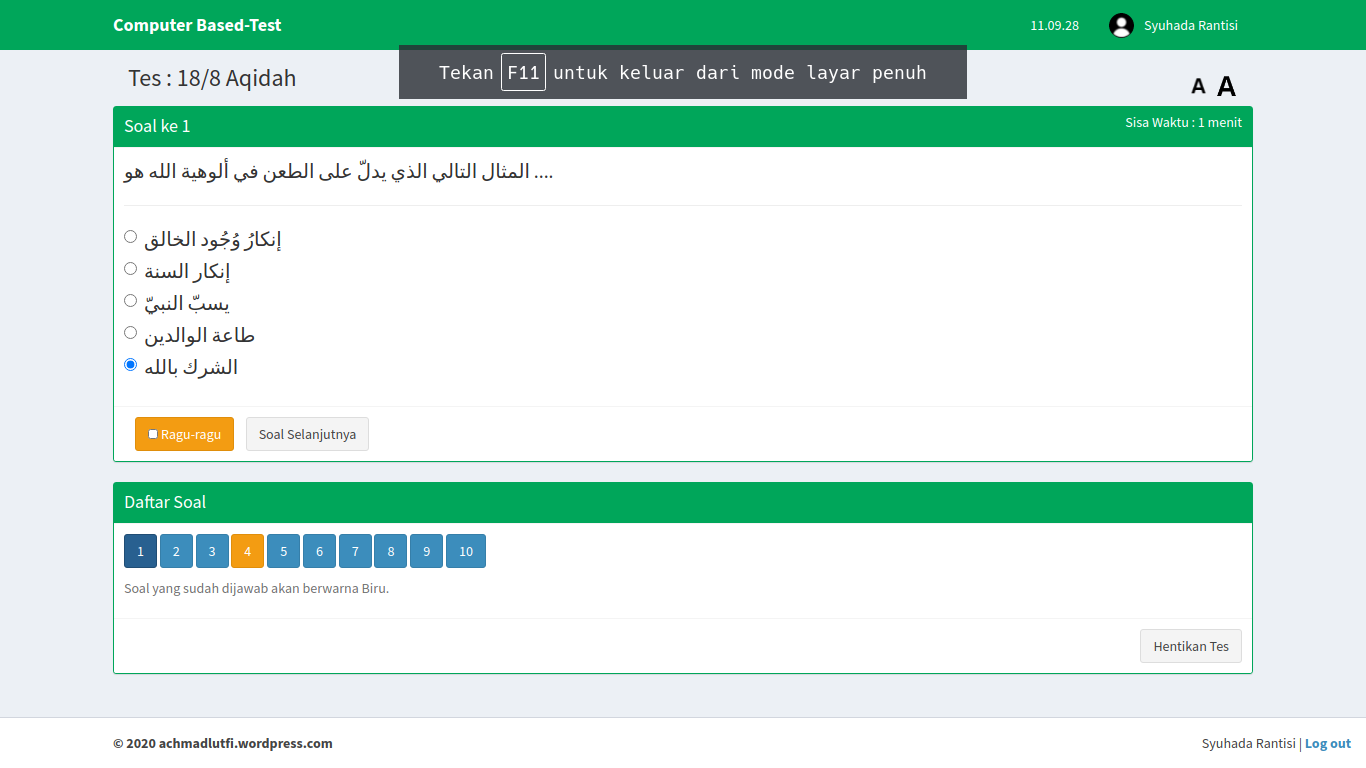 Computer Based-Test
11.09.28
Syuhada Rantisi
Tes : 18/8 Aqidah
Tekan F11 untuk keluar dari mode layar penuh
A A
Soal ke 1
Sisa Waktu : 1 menit
المثال التالي الذي يدلّ على الطعن في ألوهية الله هو ....
إنكارُ وُجُود الخالق
إنكار السنة
يسبّ النبيّ
طاعة الوالدين
الشرك بالله
Ragu-ragu
Soal Selanjutnya
Daftar Soal
1 2 3 4 5 6 7 8 9 10
Soal yang sudah dijawab akan berwarna Biru.
Hentikan Tes
© 2020 achmadlutfi.wordpress.com
Syuhada Rantisi | Log out